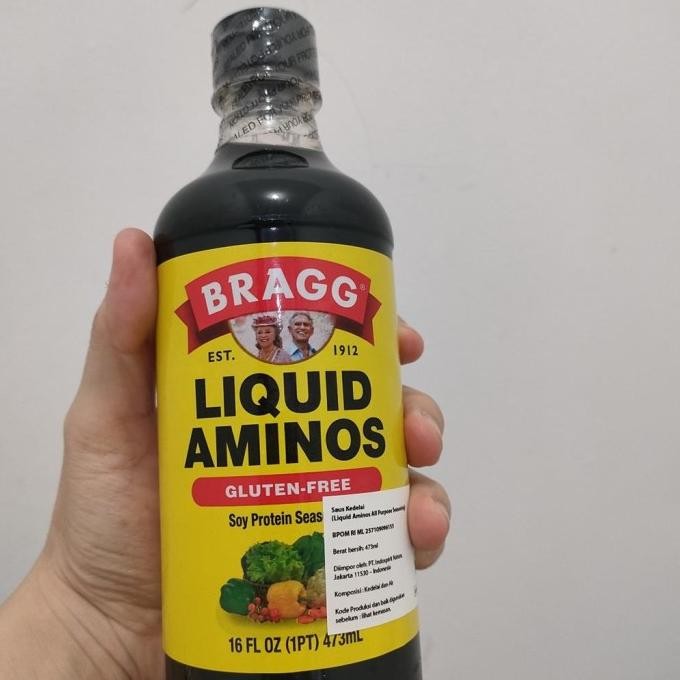 BRAGG®
EST. 1912
LIQUID
AMINOS
GLUTEN-FREE
Soy Protein
16 FL OZ (1PT) 473mL
Saus Kedelai
(Liquid Aminos All Purpose Seasoning)
BPOM RI ML
Berat bersih: 473ml
Diimpor oleh: PT.
Jakarta 11530 - Indonesia
Komposisi: Kedelai dan Air
Kode Produksi dan baik digunakan
sebelum : lihat kemasan.